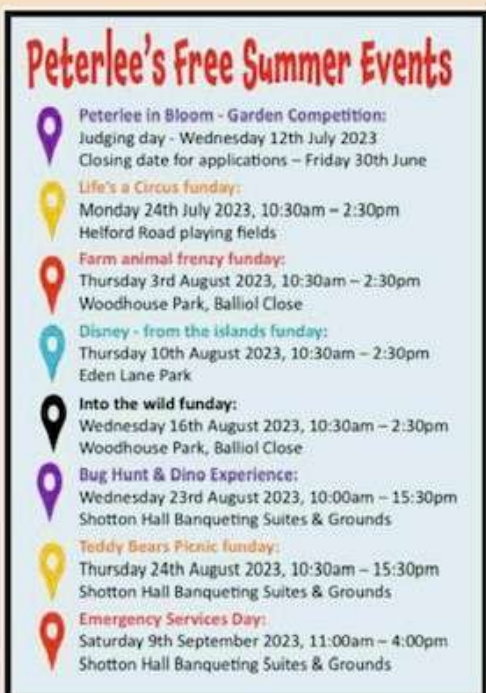 Peterlee's Free Summer Events
Peterlee in Bloom - Garden Competition:
Judging day - Wednesday 12th July 2023
Closing date for applications – Friday 30th June
Life's a Circus funday:
Monday 24th July 2023, 10:30am – 2:30pm
Helford Road playing fields
Farm animal frenzy funday:
Thursday 3rd August 2023, 10:30am – 2:30pm
Woodhouse Park, Balliol Close
Disney - from the islands funday:
Thursday 10th August 2023, 10:30am – 2:30pm
Eden Lane Park
Into the wild funday:
Wednesday 16th August 2023, 10:30am – 2:30pm
Woodhouse Park, Balliol Close
Bug Hunt & Dino Experience:
Wednesday 23rd August 2023, 10:00am – 15:30pm
Shotton Hall Banqueting Suites & Grounds
Teddy Bears Picnic funday:
Thursday 24th August 2023, 10:30am – 15:30pm
Shotton Hall Banqueting Suites & Grounds
Emergency Services Day:
Saturday 9th September 2023, 11:00am – 4:00pm
Shotton Hall Banqueting Suites & Grounds